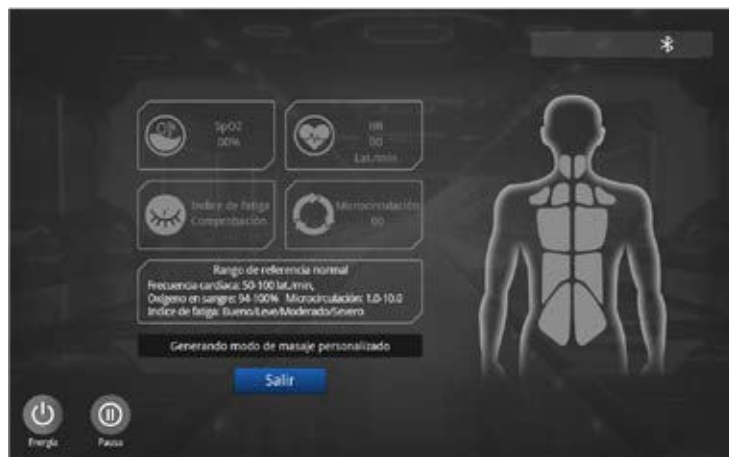 SpO2
00%
HR
00
Lat./min
Índice de fatiga
Comprobación
Microcirculación
00
Rango de referencia normal
Frecuencia cardíaca: 50-100 lat./min,
Oxígeno en sangre: 94-100% Microcirculación: 1.0-10.0
Índice de fatiga: Bueno/Leve/Moderado/Severo
Generando modo de masaje personalizado
Salir
Energía
Pausa